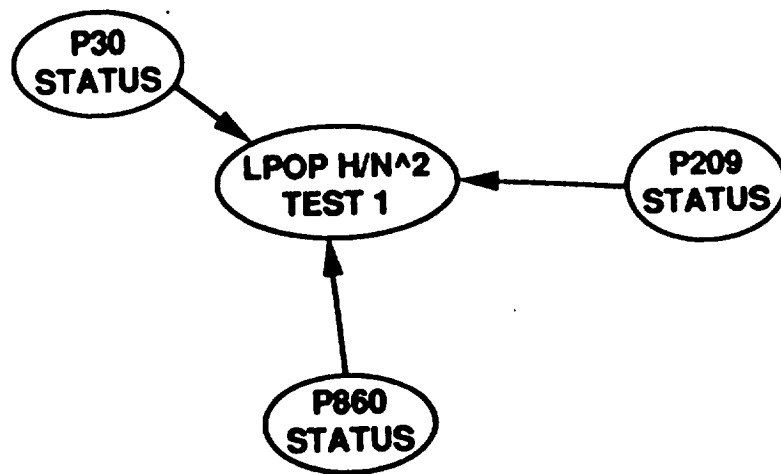 P30
STATUS
LPOP H/N^2
TEST 1
P209
STATUS
P860
STATUS